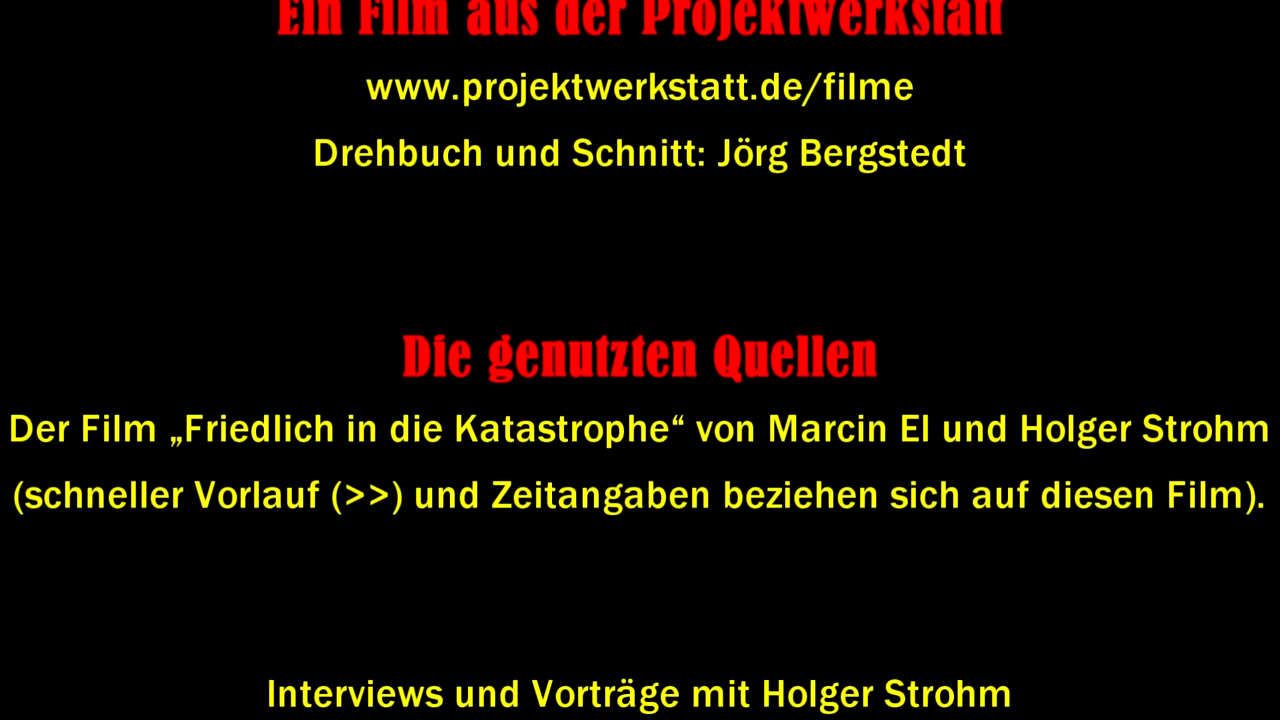 Ein Film aus der Projektwerkstatt
www.projektwerkstatt.de/filme
Drehbuch und Schnitt: Jörg Bergstedt
Die genutzten Quellen
Der Film „Friedlich in die Katastrophe“ von Marcin El und Holger Strohm
(schneller Vorlauf (>>) und Zeitangaben beziehen sich auf diesen Film).
Interviews und Vorträge mit Holger Strohm